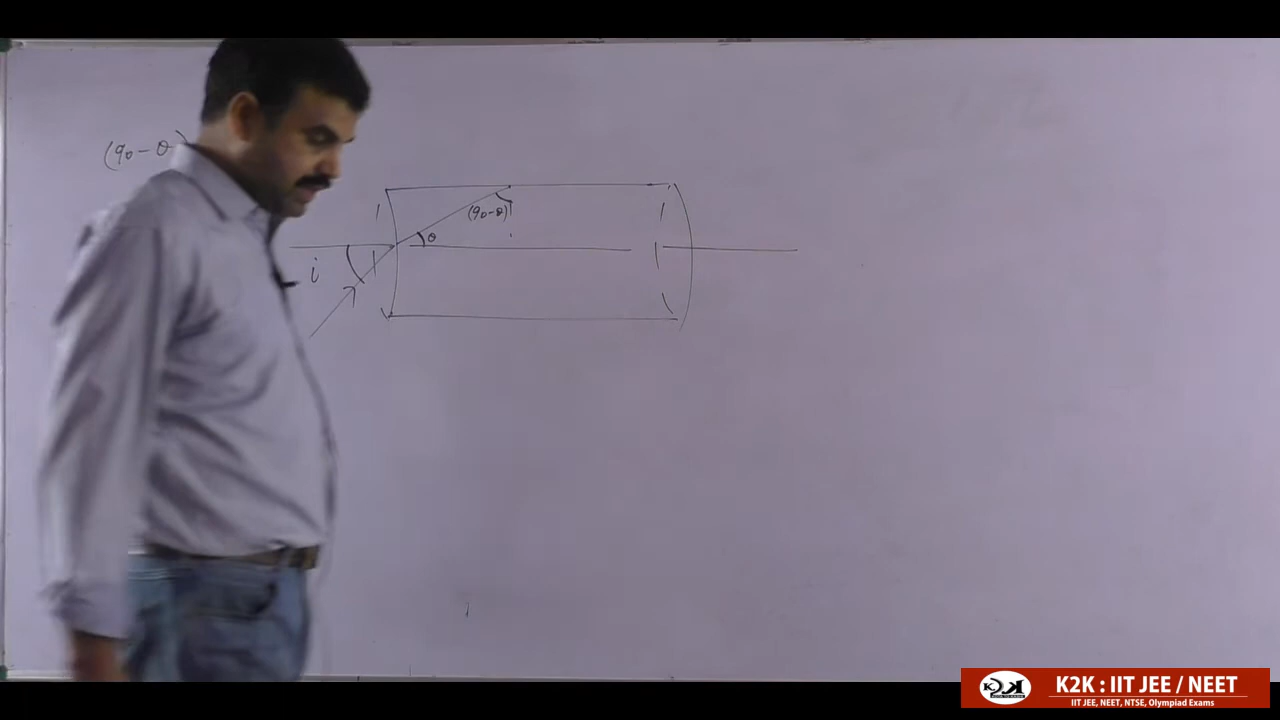 (90-θ)
(90-θ)
θ
i
K2K : IIT JEE / NEET
IIT JEE, NEET, NTSE, Olympiad Exams